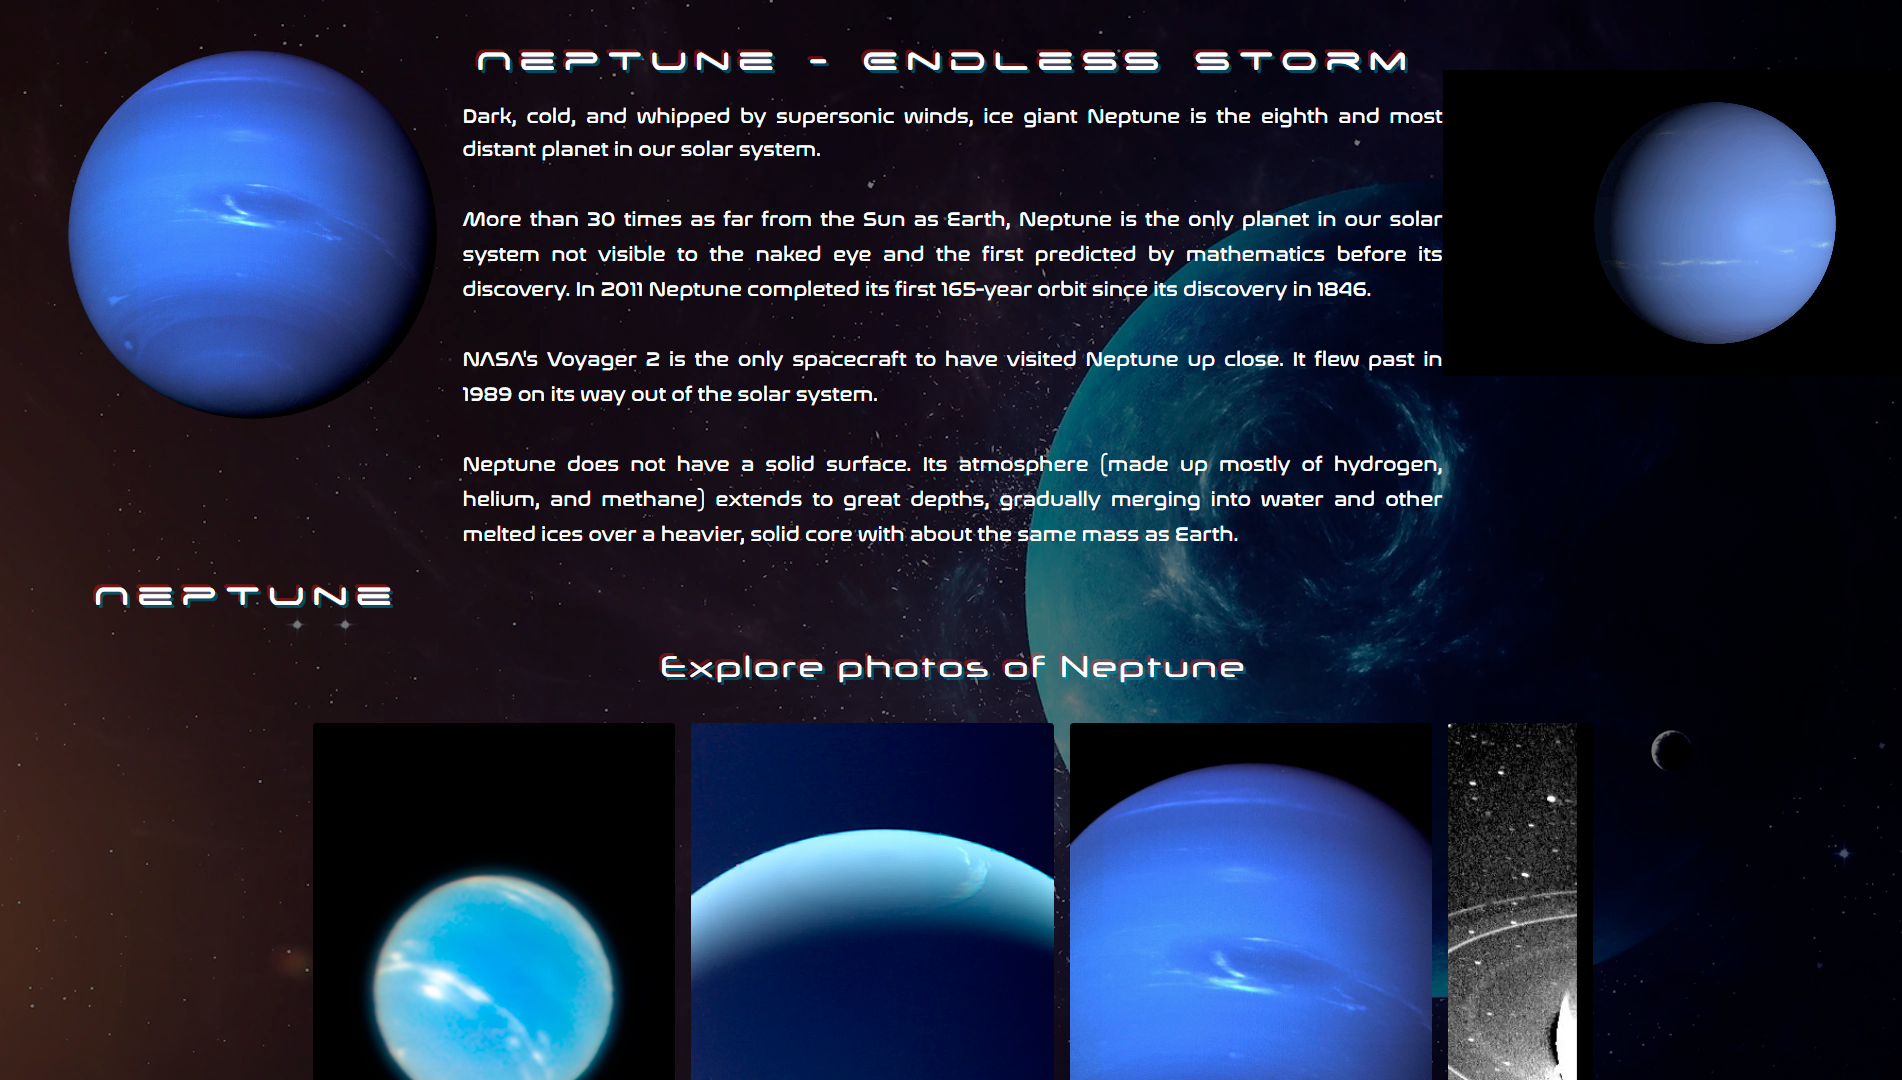 NEPTUNE - ENDLESS STORM
Dark, cold, and whipped by supersonic winds, ice giant Neptune is the eighth and most
distant planet in our solar system.
More than 30 times as far from the Sun as Earth, Neptune is the only planet in our solar
system not visible to the naked eye and the first predicted by mathematics before its
discovery. In 2011 Neptune completed its first 165-year orbit since its discovery in 1846.
NASA's Voyager 2 is the only spacecraft to have visited Neptune up close. It flew past in
1989 on its way out of the solar system.
Neptune does not have a solid surface. Its atmosphere (made up mostly of hydrogen,
helium, and methane) extends to great depths, gradually merging into water and other
melted ices over a heavier, solid core with about the same mass as Earth.
NEPTUNE
Explore photos of Neptune